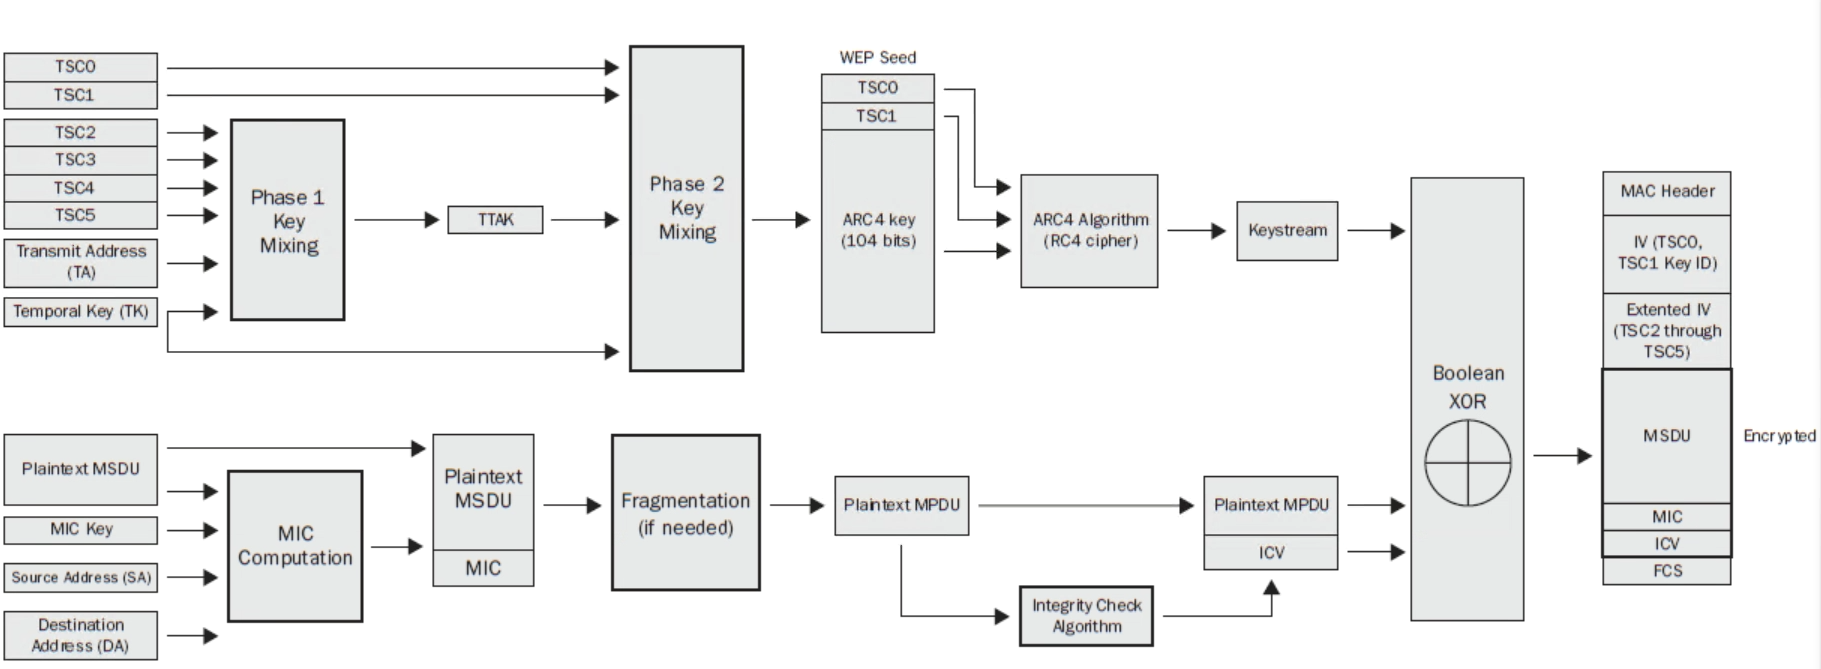 TSC0
TSC1
TSC2
TSC3
TSC4
TSC5
Transmit Address
(TA)
Temporal Key (TK)
Phase 1
Key
Mixing
TTAK
Phase 2
Key
Mixing
WEP Seed
TSC0
TSC1
ARC4 key
(104 bits)
ARC4 Algorithm
(RC4 cipher)
Keystream
Boolean
XOR
MAC Header
IV (TSC0,
TSC1 Key ID)
Extented IV
(TSC2 through
TSC5)
MSDU
MIC
ICV
FCS
Encrypted
Plaintext MSDU
MIC Key
Source Address (SA)
Destination
Address (DA)
MIC
Computation
Plaintext
MSDU
MIC
Fragmentation
(if needed)
Plaintext MPDU
Integrity Check
Algorithm
Plaintext MPDU
ICV